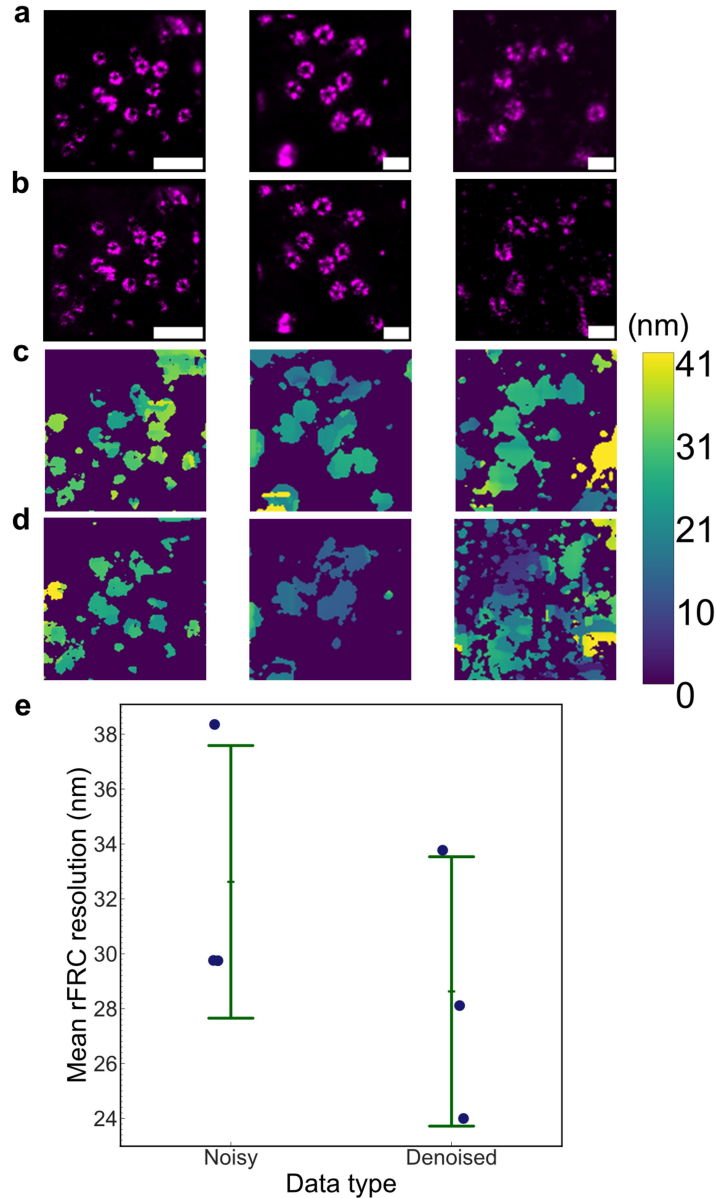 a
b
(nm)
c
41
31
d
21
10
0
e
38
36
34
32
30
28
26
24
Mean rFRC resolution (nm)
Noisy
Denoised
Data type